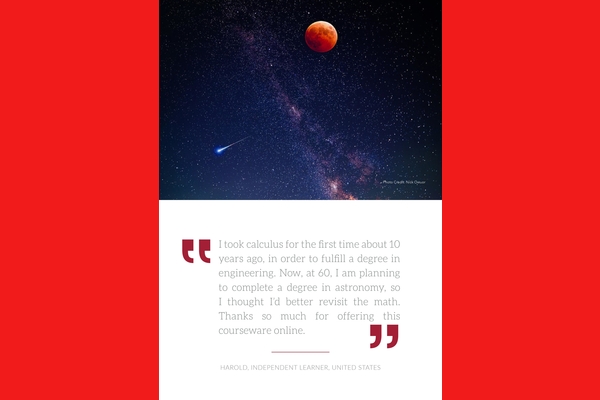 I took calculus for the first time about 10
years ago, in order to fulfill a degree in
engineering. Now, at 60, I am planning
to complete a degree in astronomy, so
I thought I'd better revisit the math.
Thanks so much for offering this
courseware online.
HAROLD, INDEPENDENT LEARNER, UNITED STATES